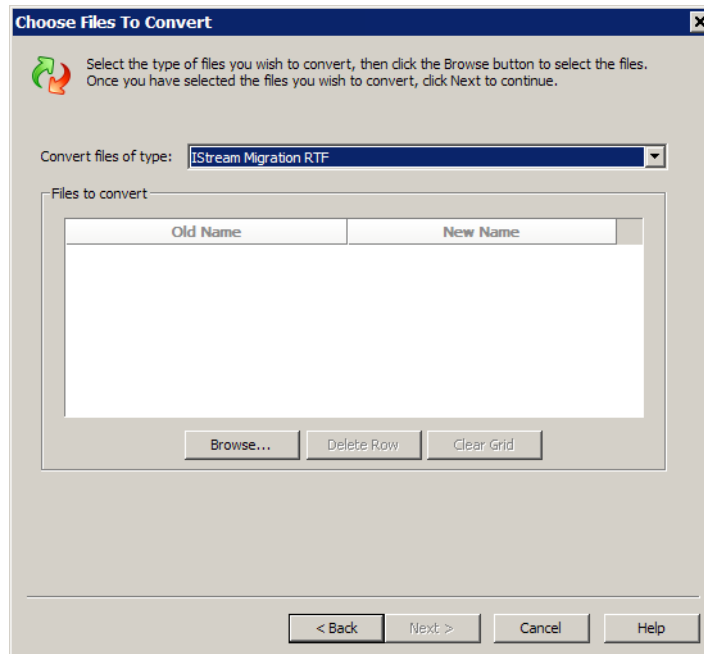 Choose Files To Convert
Select the type of files you wish to convert, then click the Browse button to select the files.
Once you have selected the files you wish to convert, click Next to continue.
Convert files of type: IStream Migration RTF
Files to convert
Old Name New Name
Browse... Delete Row Clear Grid
< Back Next > Cancel Help